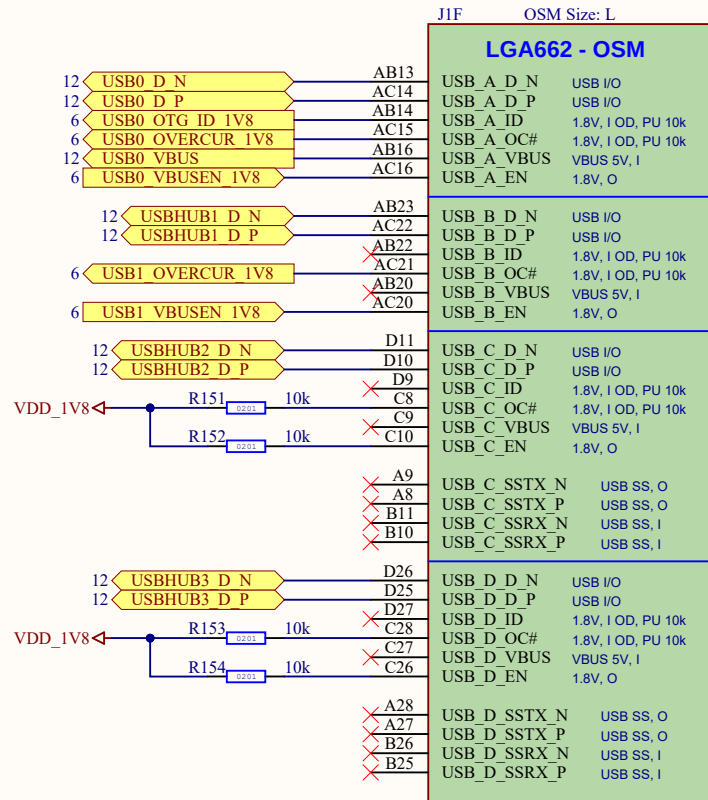 J1F OSM Size: L
LGA662 - OSM
12 USB0_D_N AB13 USB_A_D_N USB I/O
12 USB0_D_P AC14 USB_A_D_P USB I/O
6 USB0_OTG_ID_1V8 AB14 USB_A_ID 1.8V, I OD, PU 10k
6 USB0_OVERCUR_1V8 AC15 USB_A_OC# 1.8V, I OD, PU 10k
12 USB0_VBUS AB16 USB_A_VBUS VBUS 5V, I
6 USB0_VBUSEN_1V8 AC16 USB_A_EN 1.8V, O
12 USBHUB1_D_N AB23 USB_B_D_N USB I/O
12 USBHUB1_D_P AC22 USB_B_D_P USB I/O
AB22 USB_B_ID 1.8V, I OD, PU 10k
6 USB1_OVERCUR_1V8 AC21 USB_B_OC# 1.8V, I OD, PU 10k
AB20 USB_B_VBUS VBUS 5V, I
6 USB1_VBUSEN_1V8 AC20 USB_B_EN 1.8V, O
12 USBHUB2_D_N D11 USB_C_D_N USB I/O
12 USBHUB2_D_P D10 USB_C_D_P USB I/O
D9 USB_C_ID 1.8V, I OD, PU 10k
VDD_1V8 R151 0201 10k C8 USB_C_OC# 1.8V, I OD, PU 10k
C9 USB_C_VBUS VBUS 5V, I
R152 0201 10k C10 USB_C_EN 1.8V, O
A9 USB_C_SSTX_N USB SS, O
A8 USB_C_SSTX_P USB SS, O
B11 USB_C_SSRX_N USB SS, I
B10 USB_C_SSRX_P USB SS, I
12 USBHUB3_D_N D26 USB_D_D_N USB I/O
12 USBHUB3_D_P D25 USB_D_D_P USB I/O
D27 USB_D_ID 1.8V, I OD, PU 10k
VDD_1V8 R153 0201 10k C28 USB_D_OC# 1.8V, I OD, PU 10k
C27 USB_D_VBUS VBUS 5V, I
R154 0201 10k C26 USB_D_EN 1.8V, O
A28 USB_D_SSTX_N USB SS, O
A27 USB_D_SSTX_P USB SS, O
B26 USB_D_SSRX_N USB SS, I
B25 USB_D_SSRX_P USB SS, I